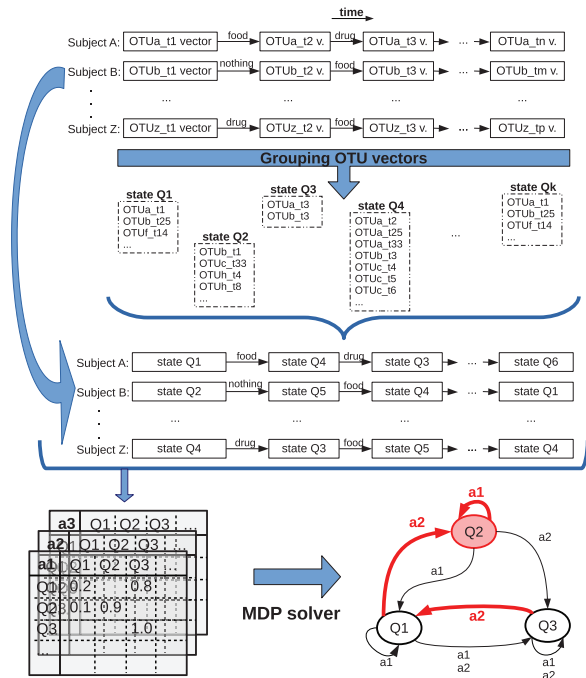 time
Subject A: OTUa_t1 vector food OTUa_t2 v. drug OTUa_t3 v. ... OTUa_tn v.
Subject B: OTUb_t1 vector nothing OTUb_t2 v. food OTUb_t3 v. ... OTUb_tm v.
... ...
Subject Z: OTUz_t1 vector drug OTUz_t2 v. food OTUz_t3 v. ... OTUz_tp v.
Grouping OTU vectors
state Q1
OTUa_t1
OTUb_t25
OTUf_t14
...
state Q2
OTUb_t1
OTUc_t33
OTUh_t4
OTUh_t8
...
state Q3
OTUa_t3
OTUb_t3
state Q4
OTUa_t2
OTUa_t25
OTUa_t33
OTUb_t3
OTUc_t4
OTUc_t5
OTUc_t6
...
...
state Qk
OTUa_t1
OTUb_t25
OTUf_t14
...
Subject A: state Q1 food state Q4 drug state Q3 ... state Q6
Subject B: state Q2 nothing state Q5 food state Q4 ... state Q1
... ...
Subject Z: state Q4 drug state Q3 food state Q5 ... state Q4
a3 Q1 Q2 Q3 ...
a2 Q1 Q2 Q3 ...
a1 Q1 Q2 Q3 ...
Q1 0.2 0.8
Q2 0.1 0.9
Q3 1.0
...
MDP solver
a1
Q2
a2
a2
a1
a2
Q1
Q3
a1
a1
a2
a1
a2